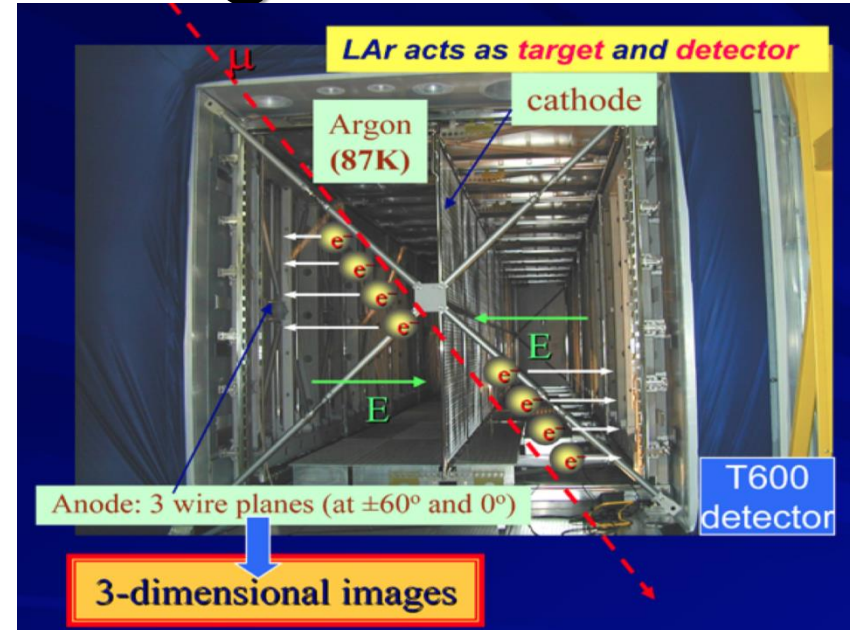 LAr acts as target and detector
μ
cathode
Argon
(87K)
e⁻
e⁻
e⁻
e⁻
E
E
e⁻
e⁻
e⁻
e⁻
Anode: 3 wire planes (at ±60° and 0°)
T600
detector
3-dimensional images